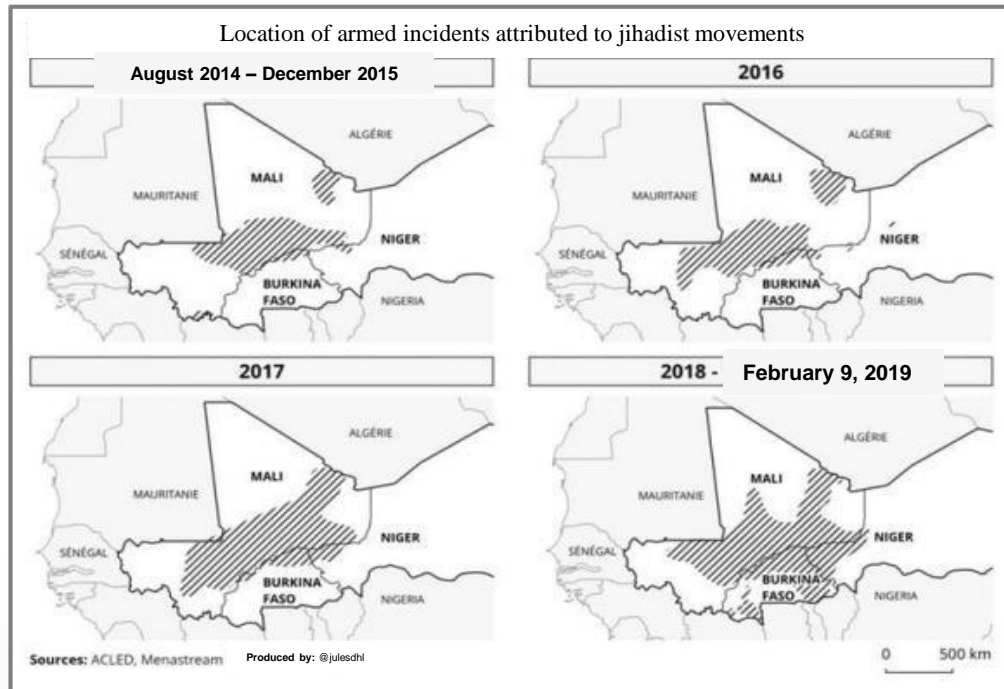 Location of armed incidents attributed to jihadist movements
August 2014 – December 2015
2016
ALGÉRIE
MALI
MAURITANIE
NIGER
SÉNÉGAL
BURKINA
FASO
NIGERIA
ALGÉRIE
MALI
MAURITANIE
NIGER
SÉNÉGAL
BURKINA
FASO
NIGERIA
2017
2018 - February 9, 2019
ALGÉRIE
MALI
MAURITANIE
NIGER
SÉNÉGAL
BURKINA
FASO
NIGERIA
ALGÉRIE
MALI
MAURITANIE
NIGER
SÉNÉGAL
BURKINA
FASO
NIGERIA
Sources: ACLED, Menastream
Produced by: @julesdhl
0 500 km